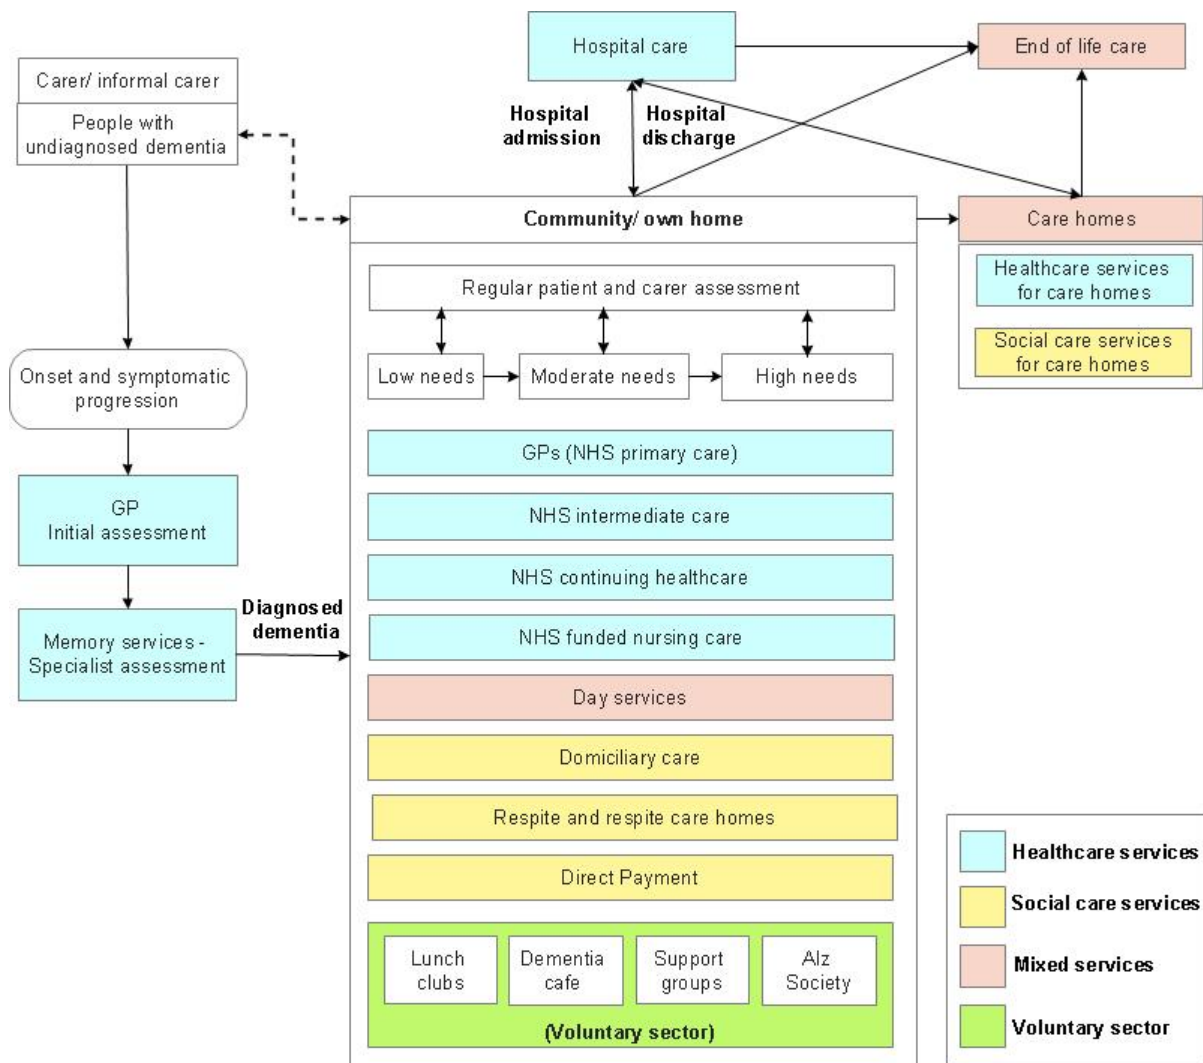 Hospital care
End of life care
Carer/ informal carer
People with
undiagnosed dementia
Hospital
admission
Hospital
discharge
Community/ own home
Care homes
Healthcare services
for care homes
Social care services
for care homes
Regular patient and carer assessment
Low needs
Moderate needs
High needs
Onset and symptomatic
progression
GP
Initial assessment
Memory services -
Specialist assessment
Diagnosed
dementia
GPs (NHS primary care)
NHS intermediate care
NHS continuing healthcare
NHS funded nursing care
Day services
Domiciliary care
Respite and respite care homes
Direct Payment
Lunch
clubs
Dementia
cafe
Support
groups
Alz
Society
(Voluntary sector)
Healthcare services
Social care services
Mixed services
Voluntary sector